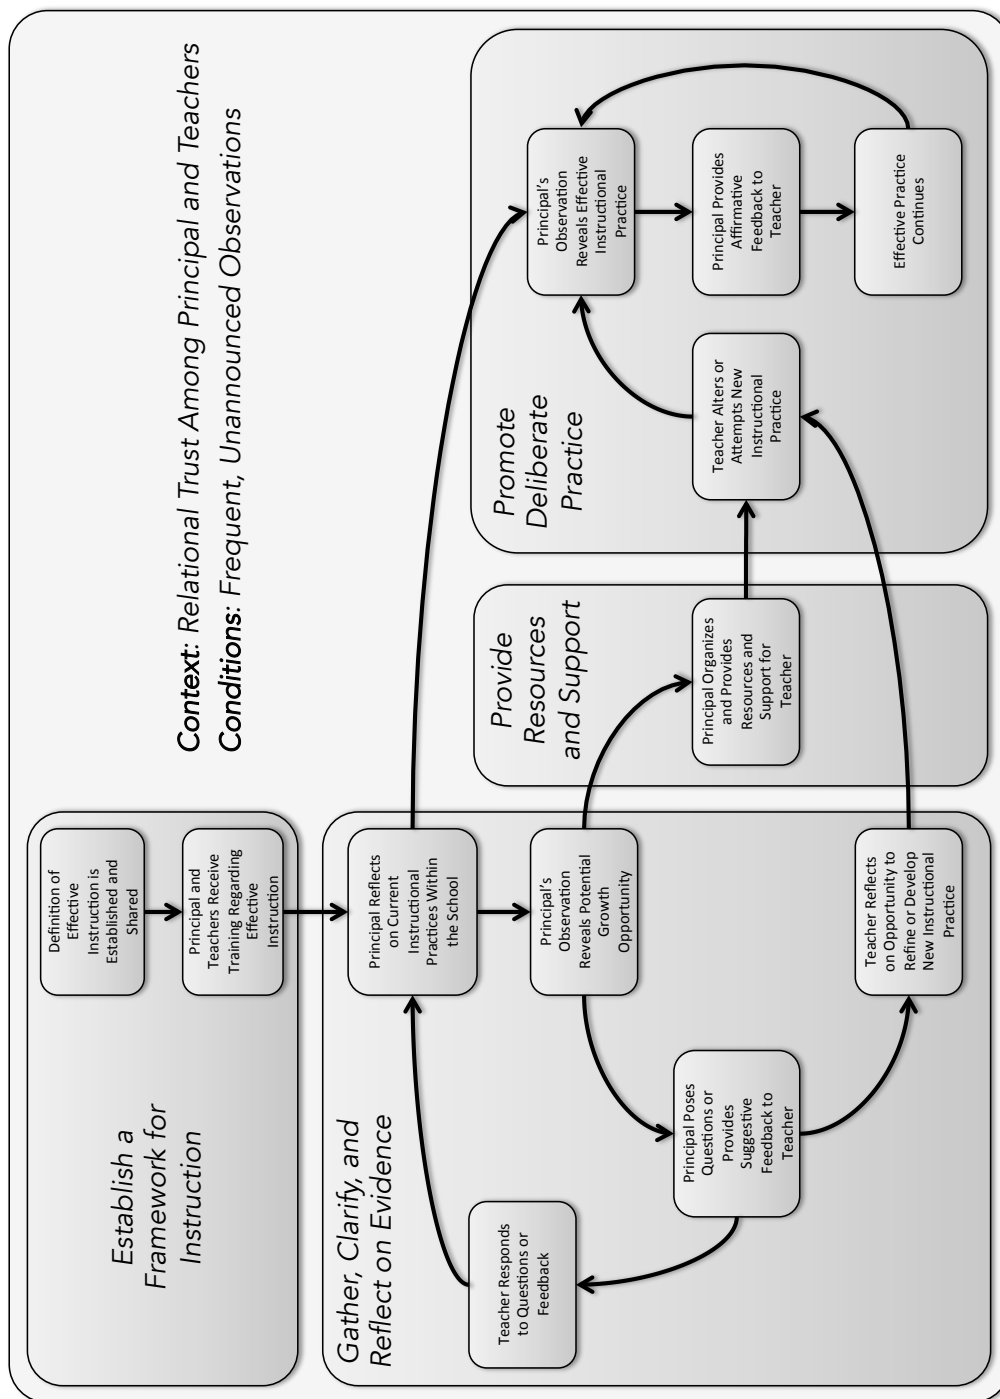 Context: Relational Trust Among Principal and Teachers
Conditions: Frequent, Unannounced Observations
Establish a
Framework for
Instruction
Definition of
Effective
Instruction is
Established and
Shared
Principal and
Teachers Receive
Training Regarding
Effective
Instruction
Gather, Clarify, and
Reflect on Evidence
Principal Reflects
on Current
Instructional
Practices Within
the School
Teacher Responds
to Questions or
Feedback
Principal's
Observation
Reveals Potential
Growth
Opportunity
Principal Poses
Questions or
Provides
Suggestive
Feedback to
Teacher
Teacher Reflects
on Opportunity to
Refine or Develop
New Instructional
Practice
Provide
Resources
and Support
Principal Organizes
and Provides
Resources and
Support for
Teacher
Promote
Deliberate
Practice
Teacher Alters or
Attempts New
Instructional
Practice
Principal's
Observation
Reveals Effective
Instructional
Practice
Principal Provides
Affirmative
Feedback to
Teacher
Effective Practice
Continues